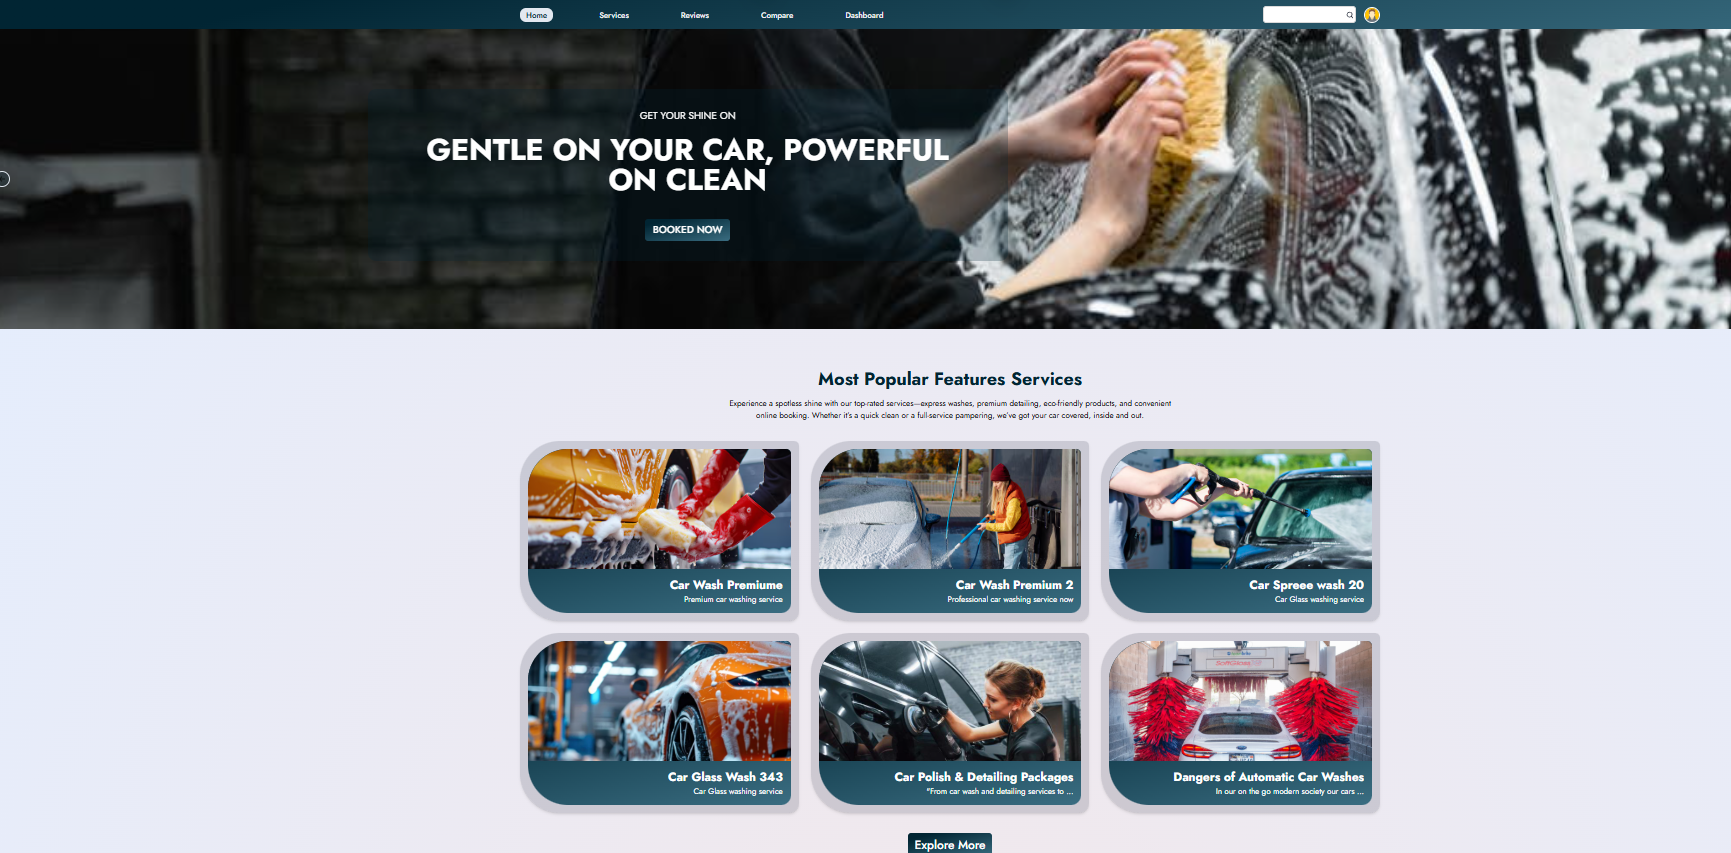 Home
Services
Reviews
Compare
Dashboard
GET YOUR SHINE ON
GENTLE ON YOUR CAR, POWERFUL
ON CLEAN
BOOKED NOW
Most Popular Features Services
Experience a spotless shine with our top-rated services—express washes, premium detailing, eco-friendly products, and convenient
online booking. Whether it's a quick clean or a full-service pampering, we've got your car covered, inside and out.
Car Wash Premiume
Premium car washing service
Car Wash Premium 2
Professional car washing service now
Car Spreee wash 20
Car Glass washing service
Car Glass Wash 343
Car Glass washing service
Car Polish & Detailing Packages
"From car wash and detailing services to ...
Dangers of Automatic Car Washes
In our on the go modern society our cars ...
Explore More